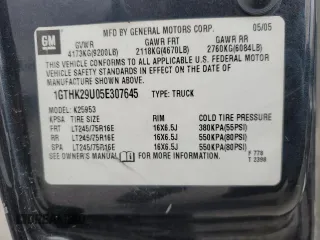 GM
MFD BY GENERAL MOTORS CORP. 05/05
GVWR GAWR FRT GAWR RR
4173KG(9200LB) 2118KG(4670LB) 2760KG(6084LB)
THIS VEHICLE CONFORMS TO ALL APPLICABLE U.S. FEDERAL MOTOR
VEHICLE SAFETY STANDARDS IN EFFECT ON THE DATE OF
MANUFACTURE SHOWN ABOVE.
1GTHK29U05E307645 TYPE: TRUCK
MODEL: K25953
KPSA TIRE SIZE RIM COLD TIRE PRESSURE
FRT LT245/75R16E 16X6.5J 380KPA(55PSI)
RR LT245/75R16E 16X6.5J 550KPA(80PSI)
SPA LT245/75R16E 16X6.5J 550KPA(80PSI)
SEE OWNER'S MANUAL FOR MORE INFORMATION.
F 778
T 2398